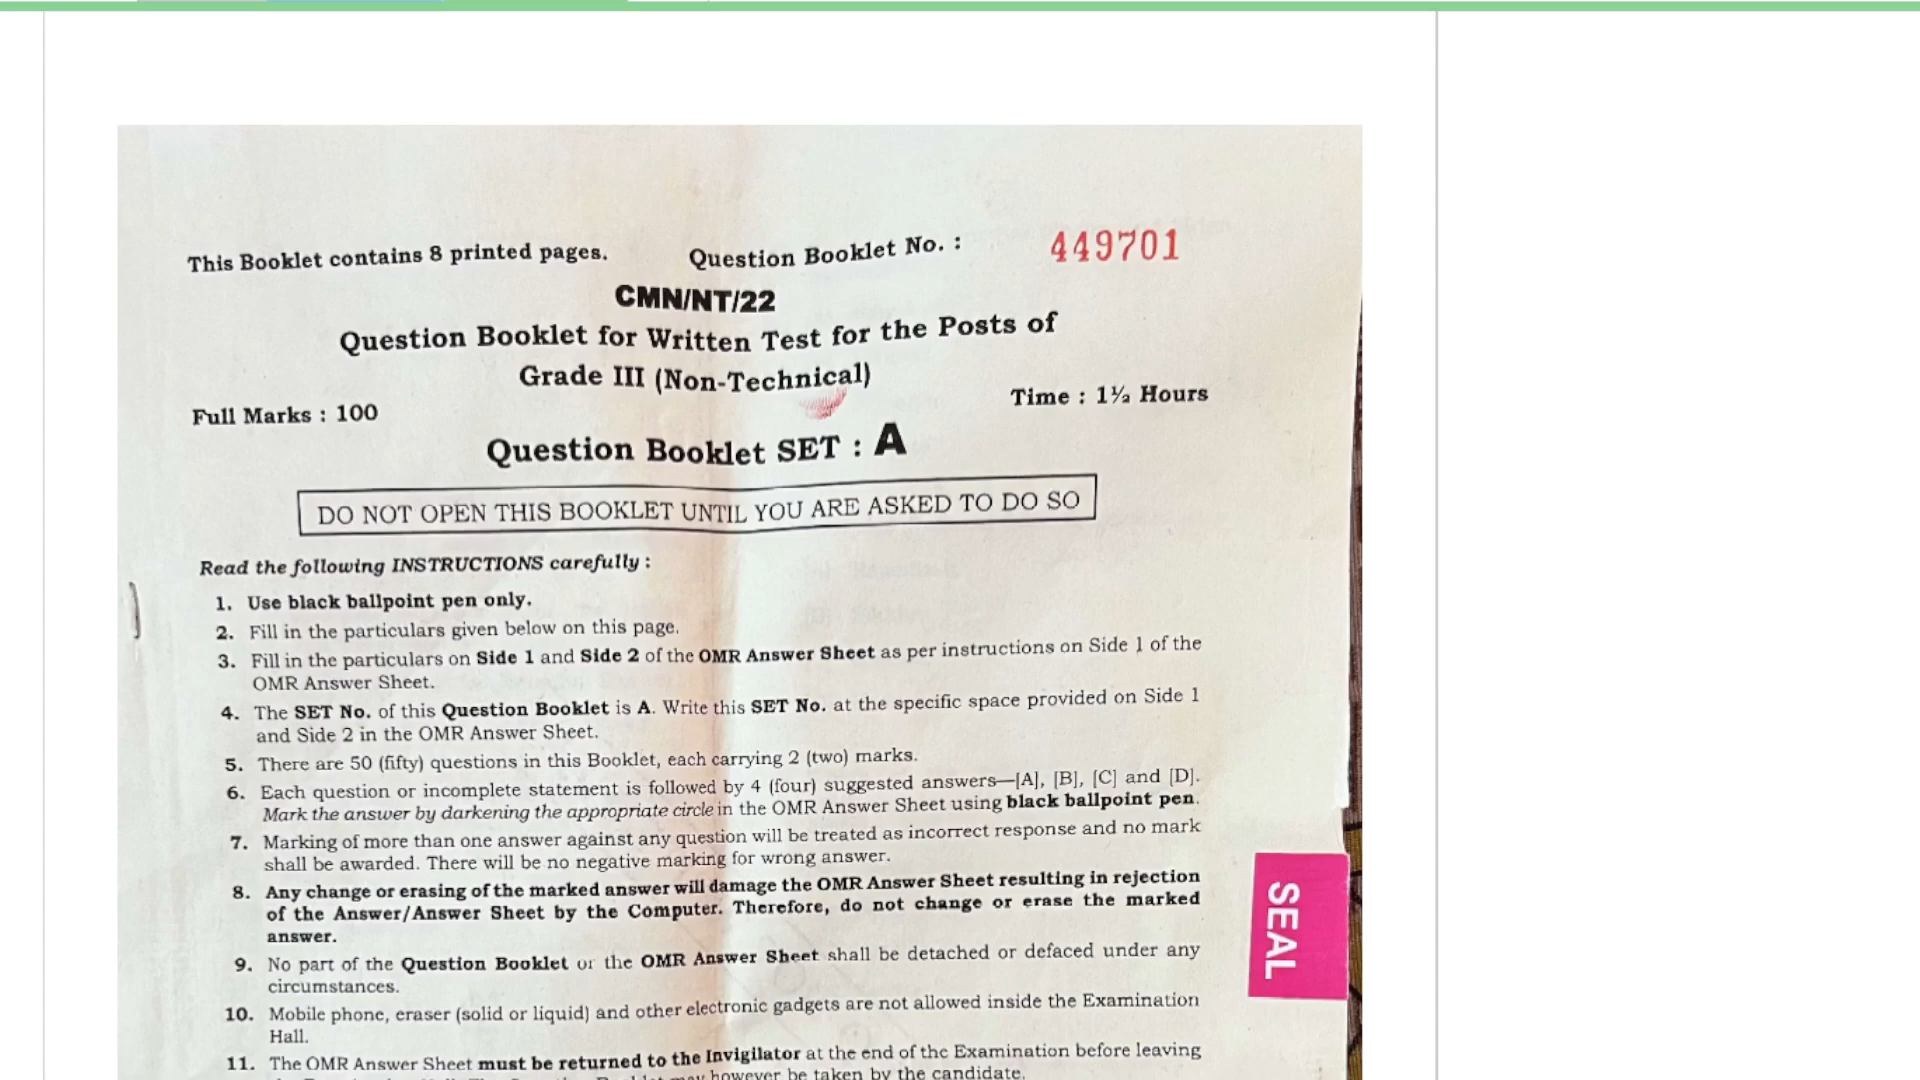 This Booklet contains 8 printed pages. Question Booklet No. : 449701
CMN/NT/22
Question Booklet for Written Test for the Posts of
Grade III (Non-Technical)
Full Marks : 100 Time : 1½ Hours
Question Booklet SET : A
DO NOT OPEN THIS BOOKLET UNTIL YOU ARE ASKED TO DO SO
Read the following INSTRUCTIONS carefully :
1. Use black ballpoint pen only.
2. Fill in the particulars given below on this page.
3. Fill in the particulars on Side 1 and Side 2 of the OMR Answer Sheet as per instructions on Side 1 of the
OMR Answer Sheet.
4. The SET No. of this Question Booklet is A. Write this SET No. at the specific space provided on Side 1
and Side 2 in the OMR Answer Sheet.
5. There are 50 (fifty) questions in this Booklet, each carrying 2 (two) marks.
6. Each question or incomplete statement is followed by 4 (four) suggested answers—[A], [B], [C] and [D].
Mark the answer by darkening the appropriate circle in the OMR Answer Sheet using black ballpoint pen.
7. Marking of more than one answer against any question will be treated as incorrect response and no mark
shall be awarded. There will be no negative marking for wrong answer.
8. Any change or erasing of the marked answer will damage the OMR Answer Sheet resulting in rejection
of the Answer/Answer Sheet by the Computer. Therefore, do not change or erase the marked
answer.
9. No part of the Question Booklet or the OMR Answer Sheet shall be detached or defaced under any
circumstances.
10. Mobile phone, eraser (solid or liquid) and other electronic gadgets are not allowed inside the Examination
Hall.
11. The OMR Answer Sheet must be returned to the Invigilator at the end of the Examination before leaving
however be taken by the candidate.
SEAL